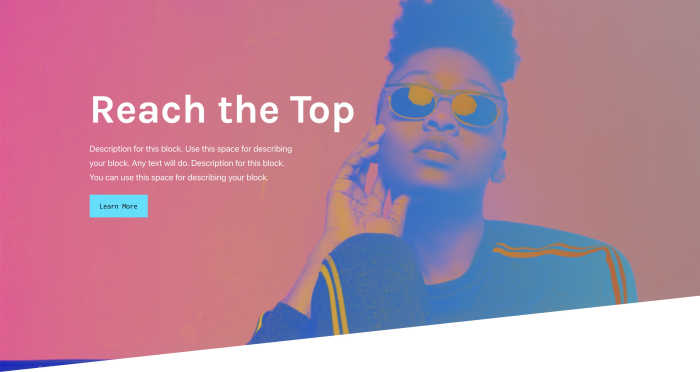 Reach the Top
Description for this block. Use this space for describing
your block. Any text will do. Description for this block.
You can use this space for describing your block.
Learn More